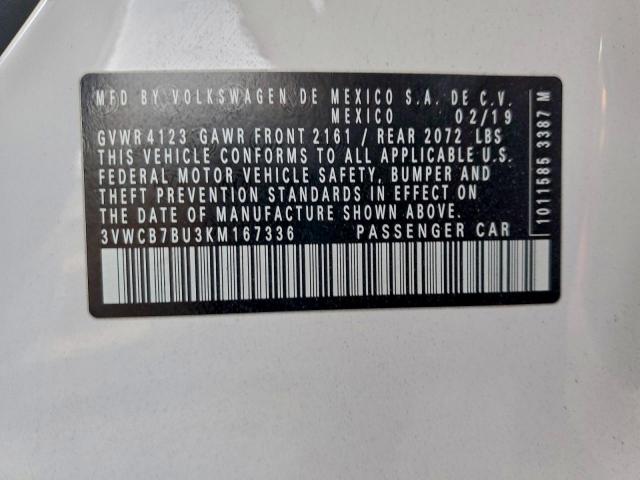 MFD BY VOLKSWAGEN DE MEXICO S.A. DE C.V.
MEXICO 02/19
GVWR 4123 GAWR FRONT 2161 / REAR 2072 LBS
THIS VEHICLE CONFORMS TO ALL APPLICABLE U.S.
FEDERAL MOTOR VEHICLE SAFETY, BUMPER AND
THEFT PREVENTION STANDARDS IN EFFECT ON
THE DATE OF MANUFACTURE SHOWN ABOVE.
3VWCB7BU3KM167336 PASSENGER CAR
1011585 3387 M